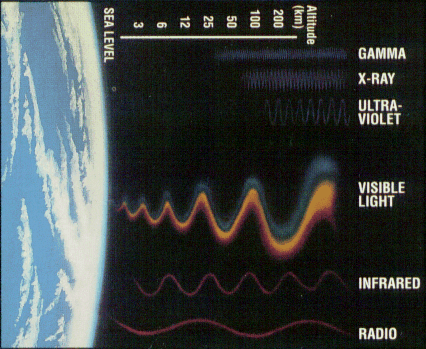 Altitude
(km)
200
100
50
25
12
6
3
SEA LEVEL
GAMMA
X-RAY
ULTRA-
VIOLET
VISIBLE
LIGHT
INFRARED
RADIO